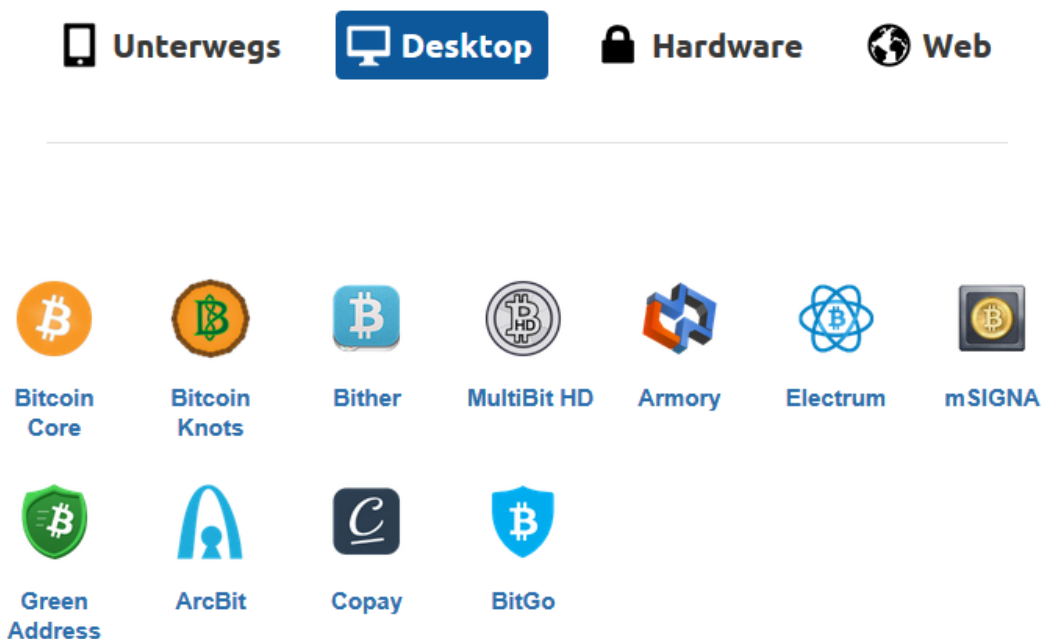 Unterwegs Desktop Hardware Web
HD
Bitcoin Bitcoin Bither MultiBit HD Armory Electrum mSIGNA
Core Knots
C
Green ArcBit Copay BitGo
Address